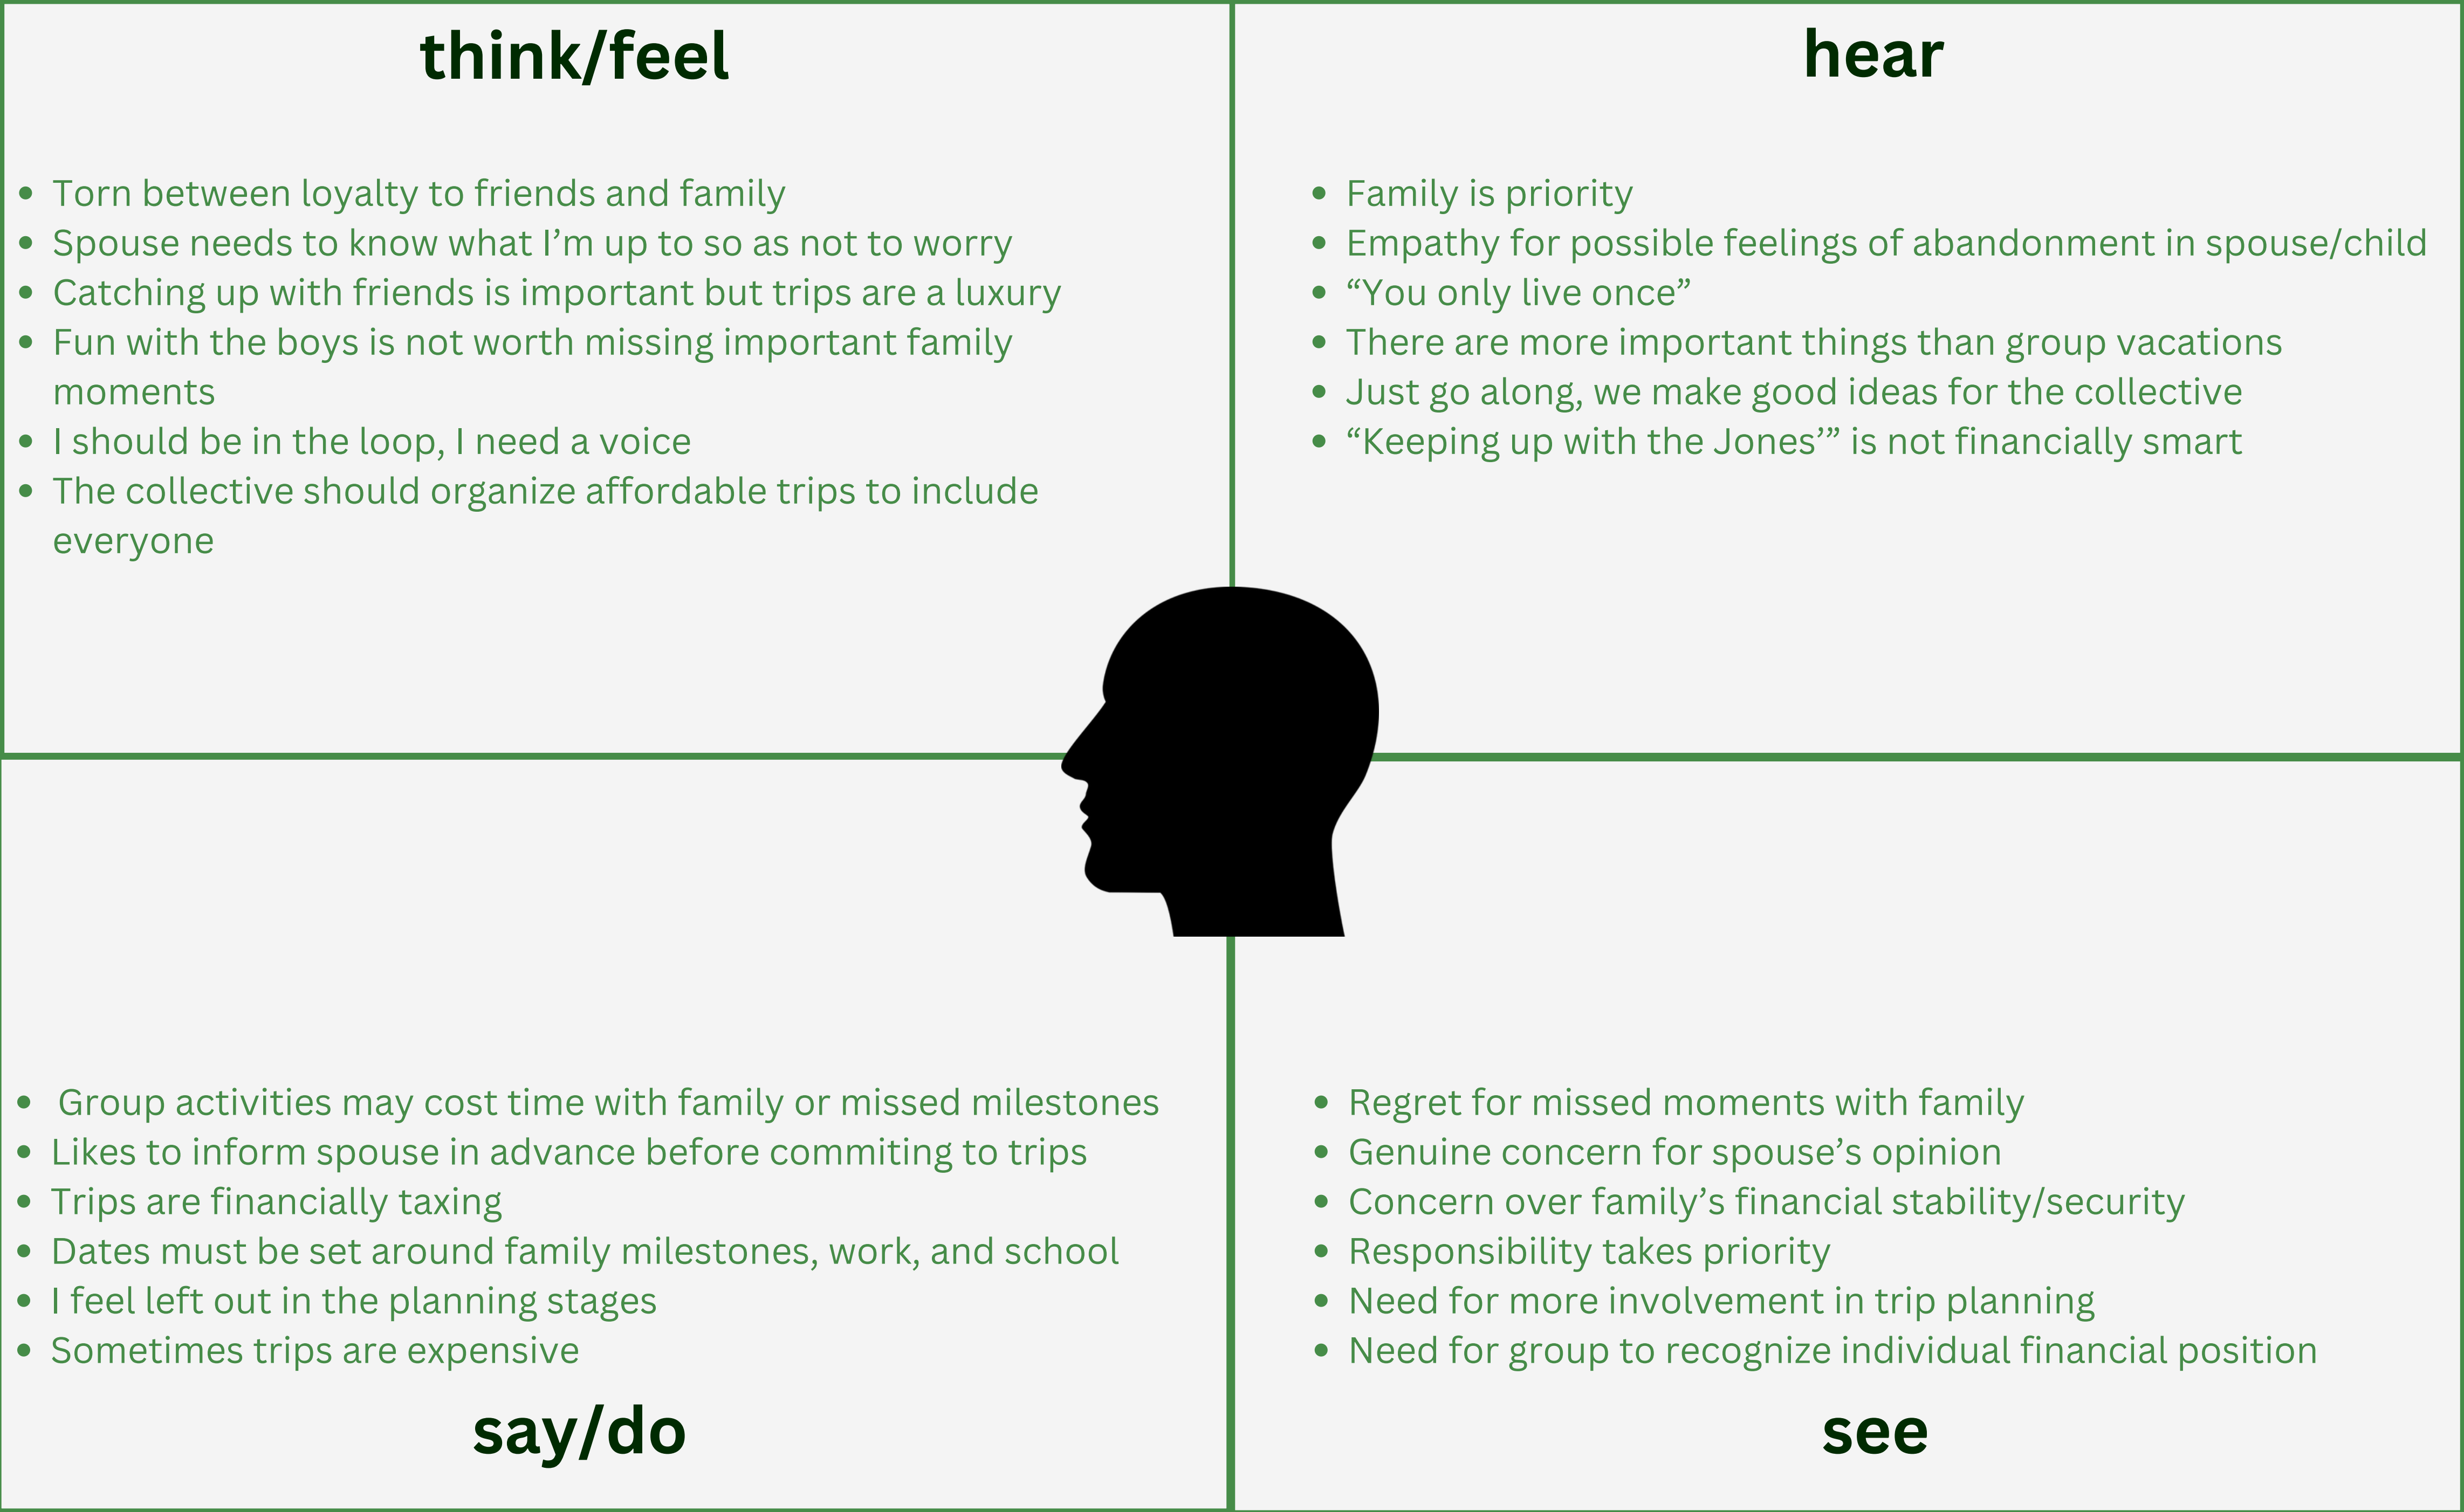 think/feel
• Torn between loyalty to friends and family
• Spouse needs to know what I’m up to so as not to worry
• Catching up with friends is important but trips are a luxury
• Fun with the boys is not worth missing important family
moments
• I should be in the loop, I need a voice
• The collective should organize affordable trips to include
everyone
hear
• Family is priority
• Empathy for possible feelings of abandonment in spouse/child
• “You only live once”
• There are more important things than group vacations
• Just go along, we make good ideas for the collective
• “Keeping up with the Jones’” is not financially smart
• Group activities may cost time with family or missed milestones
• Likes to inform spouse in advance before commiting to trips
• Trips are financially taxing
• Dates must be set around family milestones, work, and school
• I feel left out in the planning stages
• Sometimes trips are expensive
say/do
• Regret for missed moments with family
• Genuine concern for spouse’s opinion
• Concern over family’s financial stability/security
• Responsibility takes priority
• Need for more involvement in trip planning
• Need for group to recognize individual financial position
see